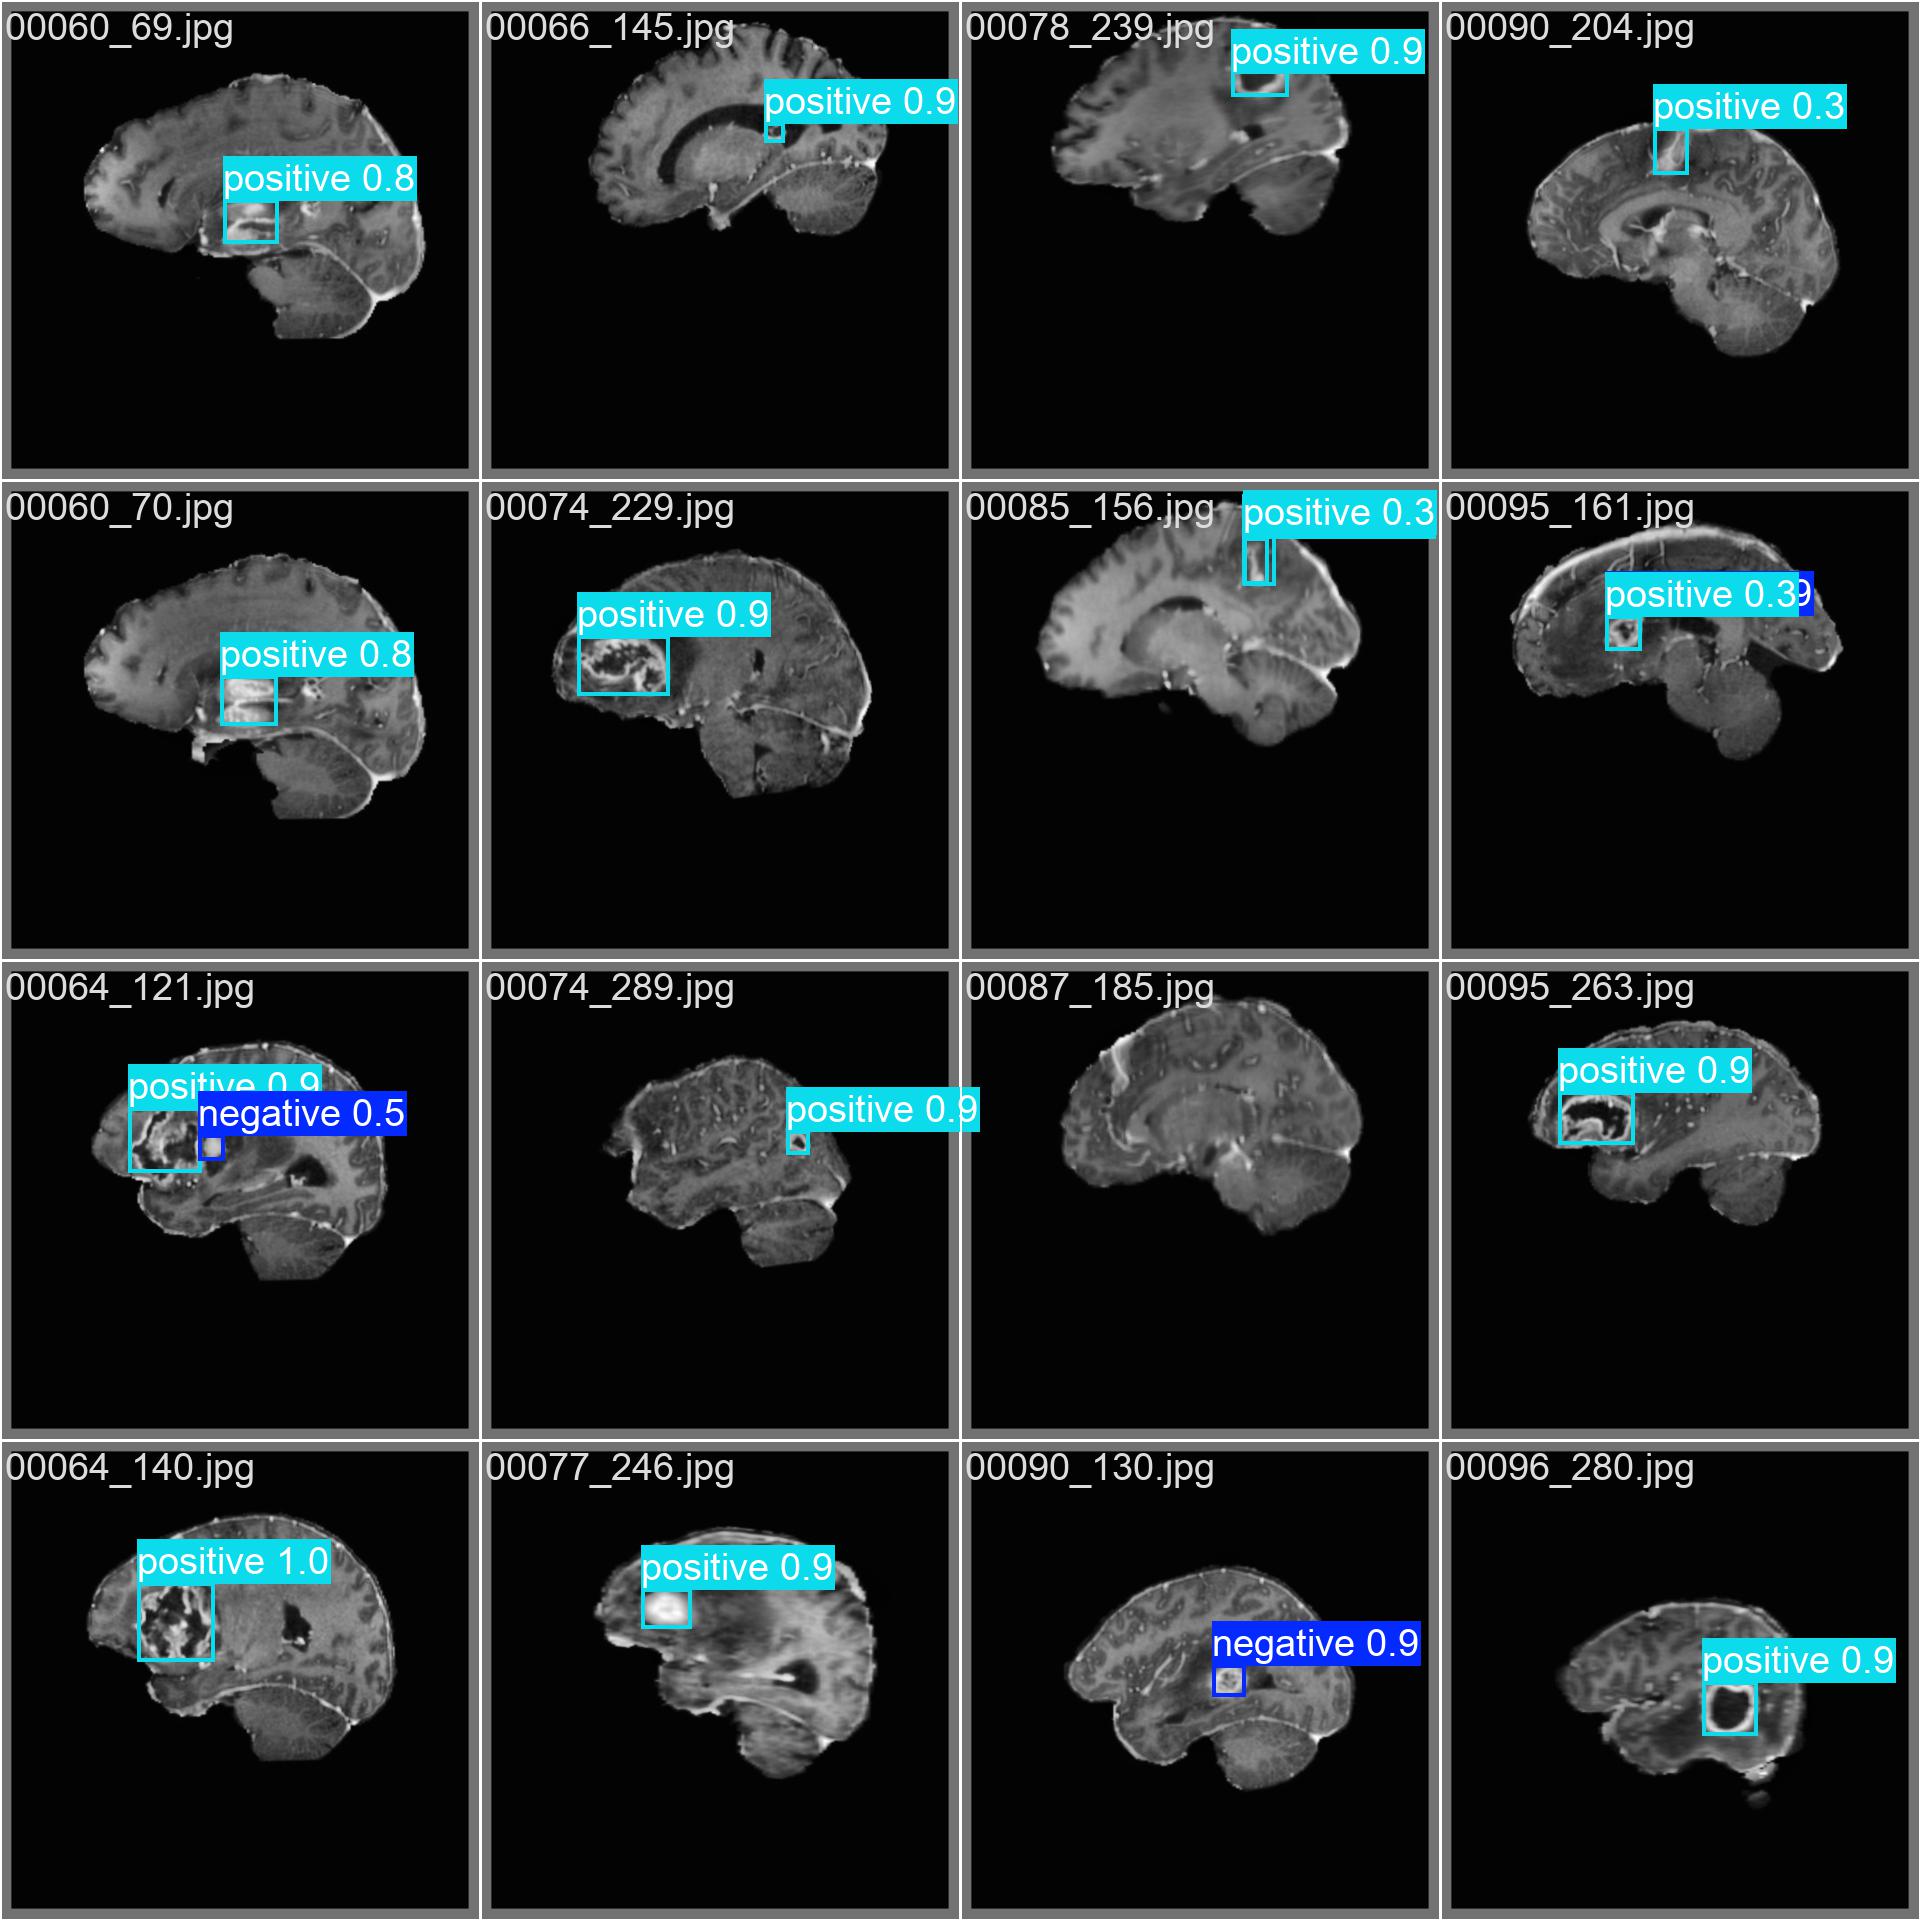 00060_69.jpg
positive 0.8
00066_145.jpg
positive 0.9
00078_239.jpg
positive 0.9
00090_204.jpg
positive 0.3
00060_70.jpg
positive 0.8
00074_229.jpg
positive 0.9
00085_156.jpg
positive 0.3
00095_161.jpg
positive 0.3
9
00064_121.jpg
positive 0.9
negative 0.5
00074_289.jpg
positive 0.9
00087_185.jpg
00095_263.jpg
positive 0.9
00064_140.jpg
positive 1.0
00077_246.jpg
positive 0.9
00090_130.jpg
negative 0.9
00096_280.jpg
positive 0.9